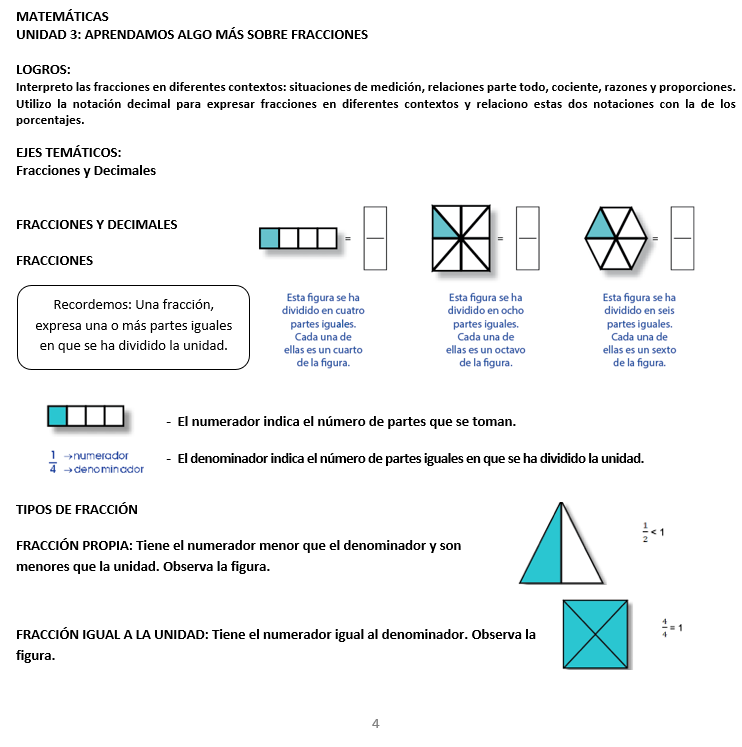 MATEMÁTICAS
UNIDAD 3: APRENDAMOS ALGO MÁS SOBRE FRACCIONES
LOGROS:
Interpreto las fracciones en diferentes contextos: situaciones de medición, relaciones parte todo, cociente, razones y proporciones.
Utilizo la notación decimal para expresar fracciones en diferentes contextos y relaciono estas dos notaciones con la de los
porcentajes.
EJES TEMÁTICOS:
Fracciones y Decimales
FRACCIONES Y DECIMALES
FRACCIONES
Recordemos: Una fracción,
expresa una o más partes iguales
en que se ha dividido la unidad.
=
Esta figura se ha
dividido en cuatro
partes iguales.
Cada una de
ellas es un cuarto
de la figura.
=
Esta figura se ha
dividido en ocho
partes iguales.
Cada una de
ellas es un octavo
de la figura.
=
Esta figura se ha
dividido en seis
partes iguales.
Cada una de
ellas es un sexto
de la figura.
- El numerador indica el número de partes que se toman.
1 →numerador
4 →denominador
- El denominador indica el número de partes iguales en que se ha dividido la unidad.
TIPOS DE FRACCIÓN
FRACCIÓN PROPIA: Tiene el numerador menor que el denominador y son
menores que la unidad. Observa la figura.
1/2 < 1
FRACCIÓN IGUAL A LA UNIDAD: Tiene el numerador igual al denominador. Observa la
figura.
4/4 = 1
4